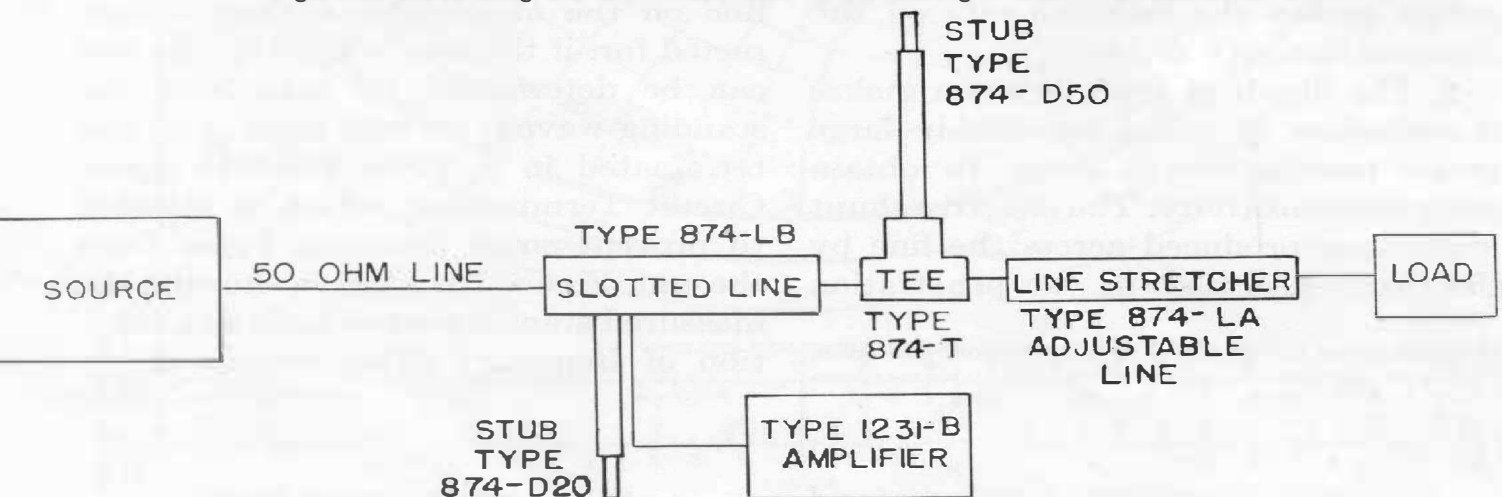 STUB
TYPE
874-D50
TYPE 874-LB
50 OHM LINE
SOURCE
SLOTTED LINE
TEE
LINE STRETCHER
LOAD
TYPE
874-T
TYPE 874-LA
ADJUSTABLE
LINE
STUB
TYPE
874-D20
TYPE 1231-B
AMPLIFIER